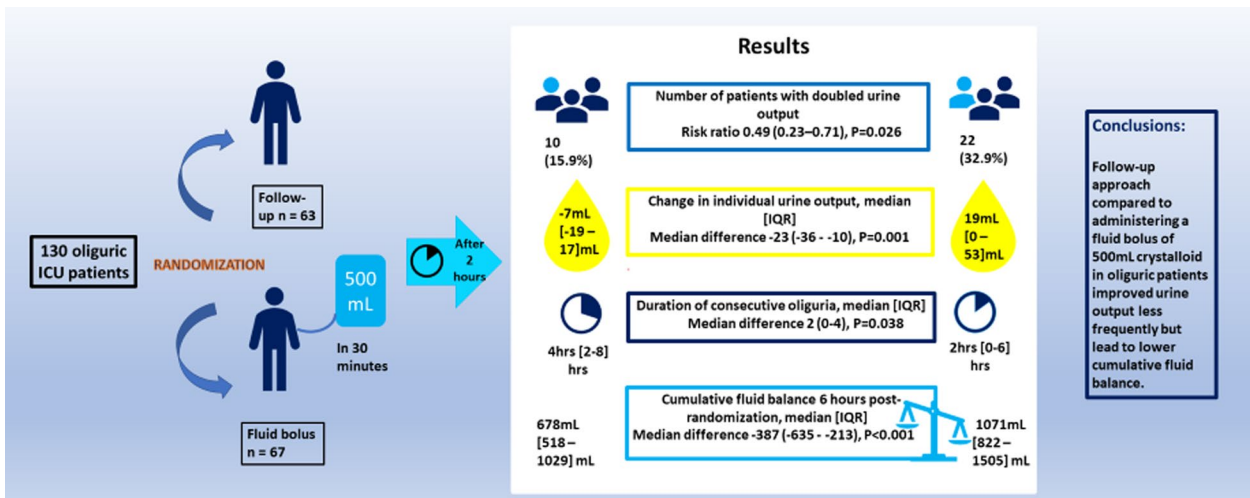 Follow-
up n = 63
130 oliguric
ICU patients
RANDOMIZATION
500
mL
In 30
minutes
Fluid bolus
n = 67
After
2
hours
Results
Number of patients with doubled urine
output
Risk ratio 0.49 (0.23–0.71), P=0.026
10
(15.9%)
22
(32.9%)
Change in individual urine output, median
[IQR]
Median difference -23 (-36 - -10), P=0.001
-7mL
[-19 –
17]mL
19mL
[0 –
53]mL
Duration of consecutive oliguria, median [IQR]
Median difference 2 (0-4), P=0.038
4hrs [2-8]
hrs
2hrs [0-6]
hrs
Cumulative fluid balance 6 hours post-
randomization, median [IQR]
Median difference -387 (-635 - -213), P<0.001
678mL
[518 –
1029] mL
1071mL
[822 –
1505] mL
Conclusions:
Follow-up
approach
compared to
administering a
fluid bolus of
500mL crystalloid
in oliguric patients
improved urine
output less
frequently but
lead to lower
cumulative fluid
balance.